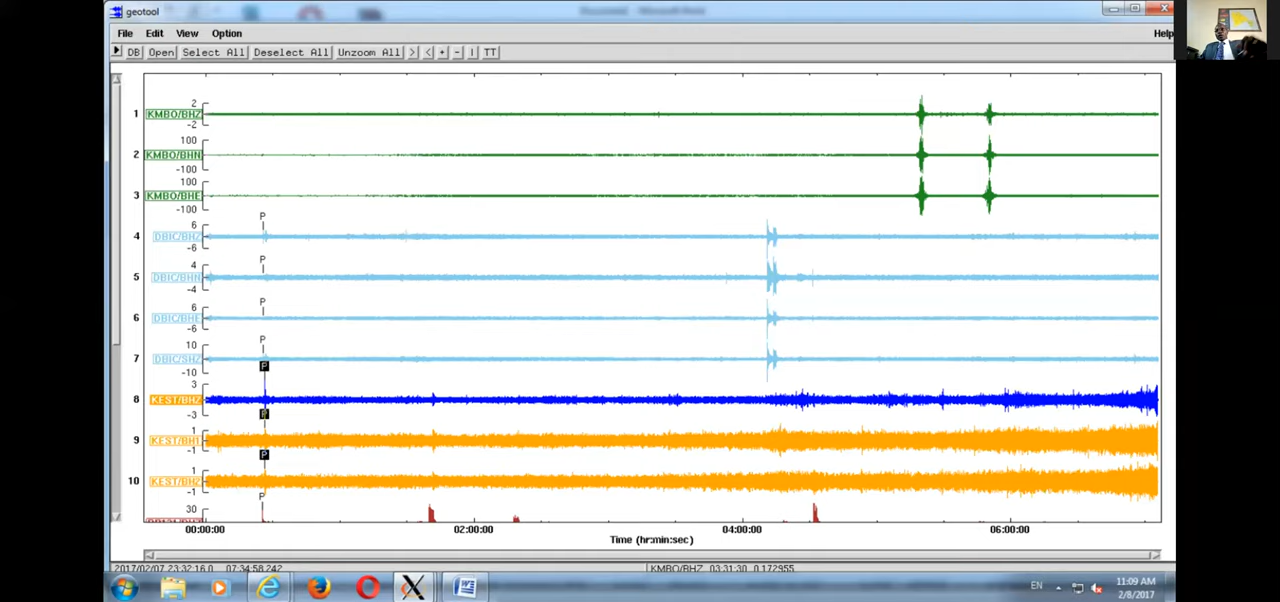 Document - Microsoft Word
geotool
File Edit View Option Help
DB Open Select All Deselect All Unzoom All > < + - I TT
2
1 KMBO/BHZ
-2
100
2 KMBO/BHN
-100
100
3 KMBO/BHE
-100
P
6
4 DBIC/BHZ
-6
P
4
5 DBIC/BHN
-4
P
6
6 DBIC/BHE
-6
P
10
7 DBIC/SHZ
-10
P
3
8 KEST/BHZ
-3
P
1
9 KEST/BH1
-1
P
1
10 KEST/BHZ
-1
P
30
00:00:00 02:00:00 04:00:00 06:00:00
Time (hr:min:sec)
2017/02/07 23:32:16.0 07:34:58.242 KMBO/BHZ 03:31:30 0.172955
EN 11:09 AM
2/8/2017